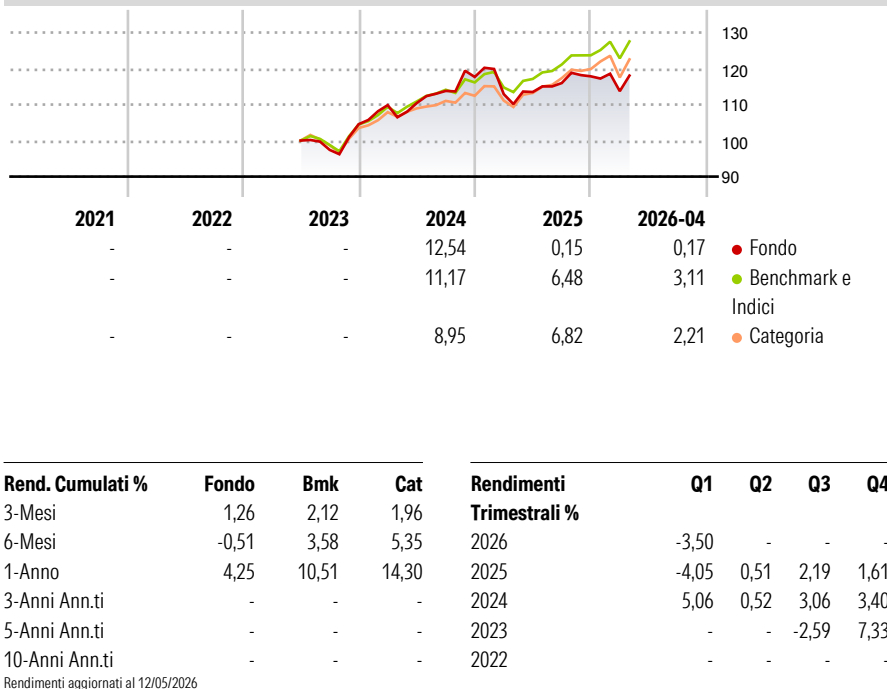 130
120
110
100
90
2021 2022 2023 2024 2025 2026-04
- - - 12,54 0,15 0,17 Fondo
- - - 11,17 6,48 3,11 Benchmark e
Indici
- - - 8,95 6,82 2,21 Categoria
Rend. Cumulati % Fondo Bmk Cat
3-Mesi 1,26 2,12 1,96
6-Mesi -0,51 3,58 5,35
1-Anno 4,25 10,51 14,30
3-Anni Ann.ti - - -
5-Anni Ann.ti - - -
10-Anni Ann.ti - - -
Rendimenti aggiornati al 12/05/2026
Rendimenti Q1 Q2 Q3 Q4
Trimestrali %
2026 -3,50 - - -
2025 -4,05 0,51 2,19 1,61
2024 5,06 0,52 3,06 3,40
2023 - - -2,59 7,33
2022 - - - -